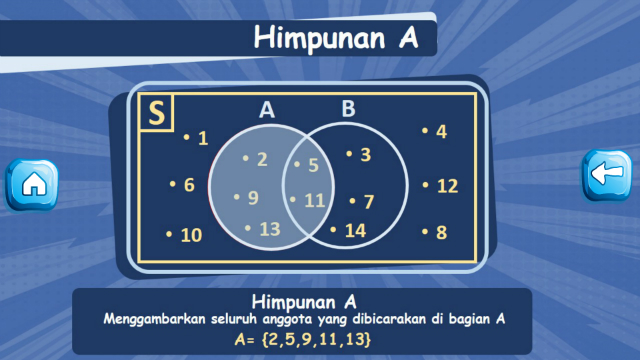 Himpunan A
S
A
B
• 1
• 2
• 5
• 3
• 4
• 6
• 9
• 11
• 7
• 12
• 10
• 13
• 14
• 8
Himpunan A
Menggambarkan seluruh anggota yang dibicarakan di bagian A
A= {2,5,9,11,13}